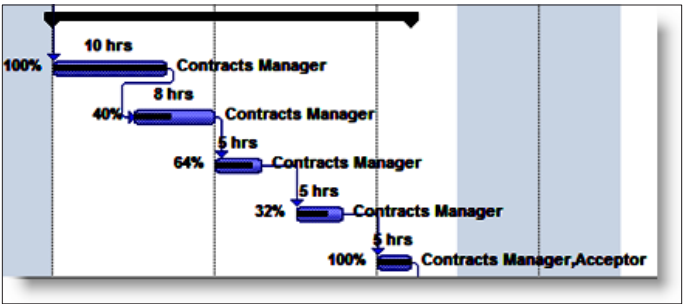 10 hrs
100% Contracts Manager
8 hrs
40% Contracts Manager
5 hrs
64% Contracts Manager
5 hrs
32% Contracts Manager
5 hrs
100% Contracts Manager,Acceptor